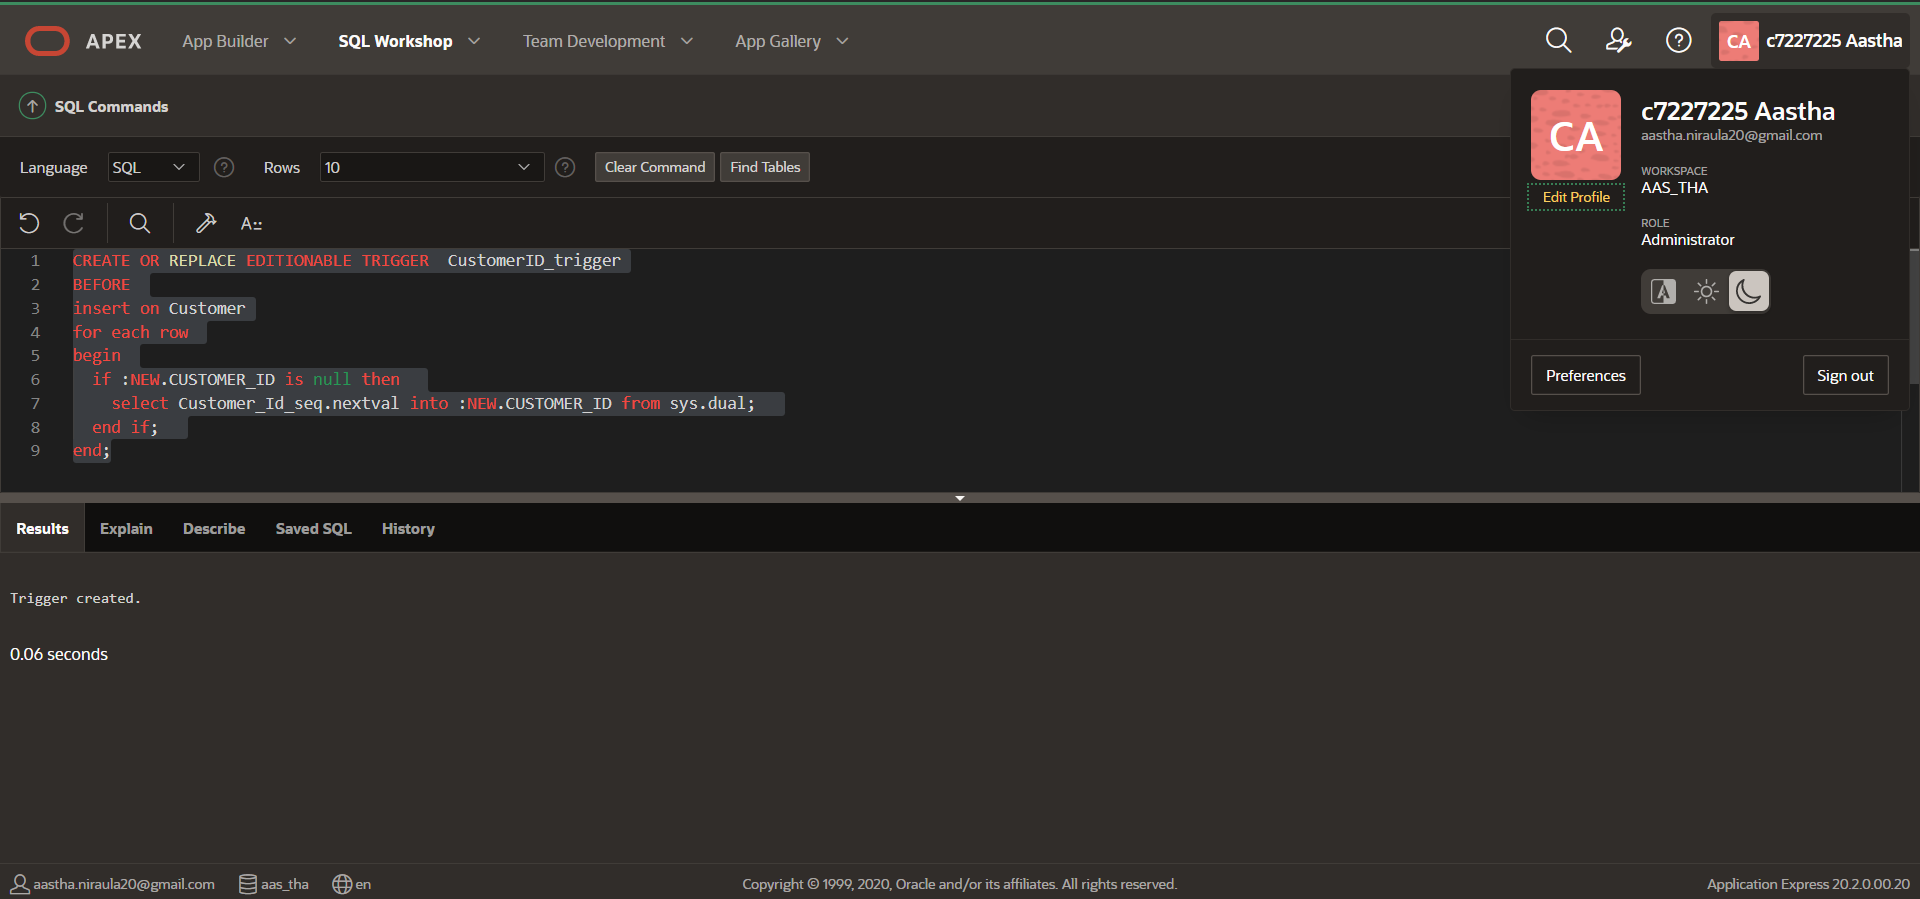 APEX App Builder SQL Workshop Team Development App Gallery CA c7227225 Aastha
SQL Commands
CA
c7227225 Aastha
aastha.niraula20@gmail.com
Edit Profile
WORKSPACE
AAS_THA
ROLE
Administrator
Preferences Sign out
Language SQL ? Rows 10 ? Clear Command Find Tables
1 CREATE OR REPLACE EDITIONABLE TRIGGER  CustomerID_trigger
2 BEFORE
3 insert on Customer
4 for each row
5 begin
6   if :NEW.CUSTOMER_ID is null then
7     select Customer_Id_seq.nextval into :NEW.CUSTOMER_ID from sys.dual;
8   end if;
9 end;
Results Explain Describe Saved SQL History
Trigger created.
0.06 seconds
aastha.niraula20@gmail.com aas_tha en Copyright © 1999, 2020, Oracle and/or its affiliates. All rights reserved. Application Express 20.2.0.00.20